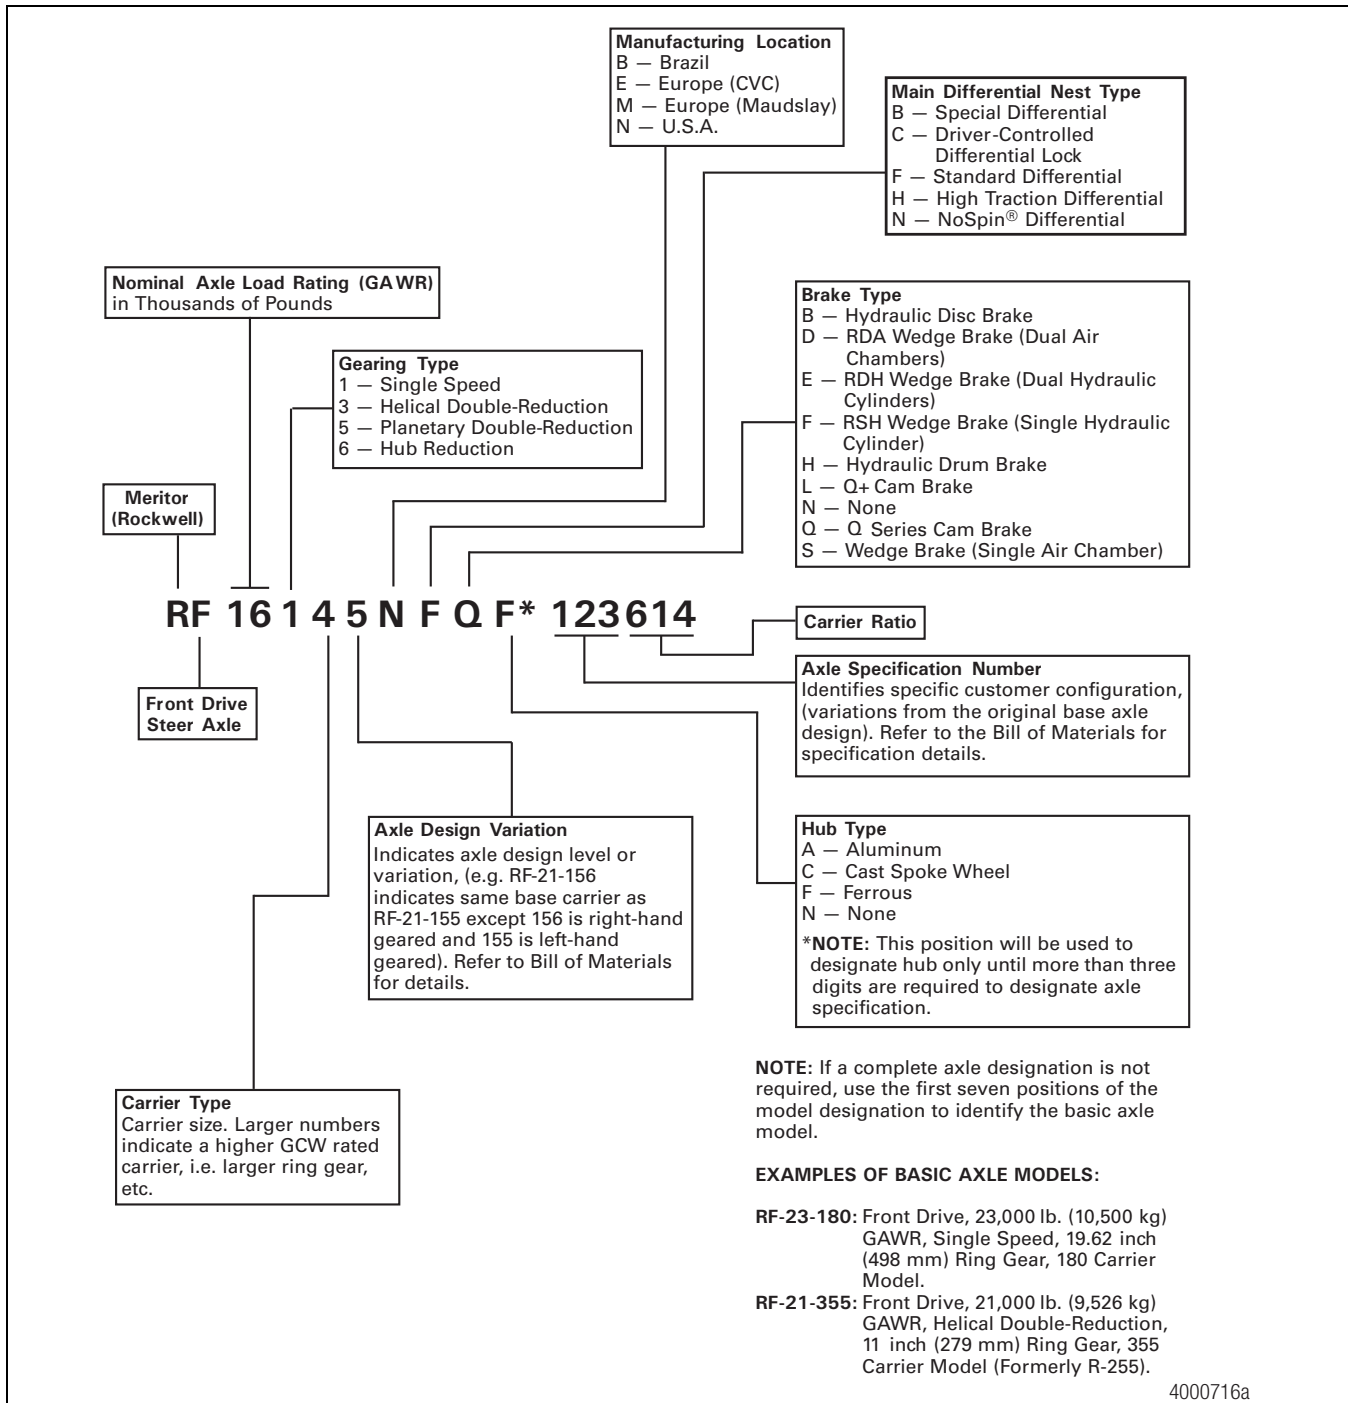 Manufacturing Location
B — Brazil
E — Europe (CVC)
M — Europe (Maudslay)
N — U.S.A.
Main Differential Nest Type
B — Special Differential
C — Driver-Controlled
Differential Lock
F — Standard Differential
H — High Traction Differential
N — NoSpin® Differential
Nominal Axle Load Rating (GAWR)
in Thousands of Pounds
Brake Type
B — Hydraulic Disc Brake
D — RDA Wedge Brake (Dual Air
Chambers)
E — RDH Wedge Brake (Dual Hydraulic
Cylinders)
F — RSH Wedge Brake (Single Hydraulic
Cylinder)
H — Hydraulic Drum Brake
L — Q+ Cam Brake
N — None
Q — Q Series Cam Brake
S — Wedge Brake (Single Air Chamber)
Gearing Type
1 — Single Speed
3 — Helical Double-Reduction
5 — Planetary Double-Reduction
6 — Hub Reduction
Meritor
(Rockwell)
RF 16 1 4 5 N F Q F* 123 614
Carrier Ratio
Front Drive
Steer Axle
Axle Specification Number
Identifies specific customer configuration,
(variations from the original base axle
design). Refer to the Bill of Materials for
specification details.
Axle Design Variation
Indicates axle design level or
variation, (e.g. RF-21-156
indicates same base carrier as
RF-21-155 except 156 is right-hand
geared and 155 is left-hand
geared). Refer to Bill of Materials
for details.
Hub Type
A — Aluminum
C — Cast Spoke Wheel
F — Ferrous
N — None
*NOTE: This position will be used to
designate hub only until more than three
digits are required to designate axle
specification.
Carrier Type
Carrier size. Larger numbers
indicate a higher GCW rated
carrier, i.e. larger ring gear,
etc.
NOTE: If a complete axle designation is not
required, use the first seven positions of the
model designation to identify the basic axle
model.
EXAMPLES OF BASIC AXLE MODELS:
RF-23-180: Front Drive, 23,000 lb. (10,500 kg)
GAWR, Single Speed, 19.62 inch
(498 mm) Ring Gear, 180 Carrier
Model.
RF-21-355: Front Drive, 21,000 lb. (9,526 kg)
GAWR, Helical Double-Reduction,
11 inch (279 mm) Ring Gear, 355
Carrier Model (Formerly R-255).
4000716a